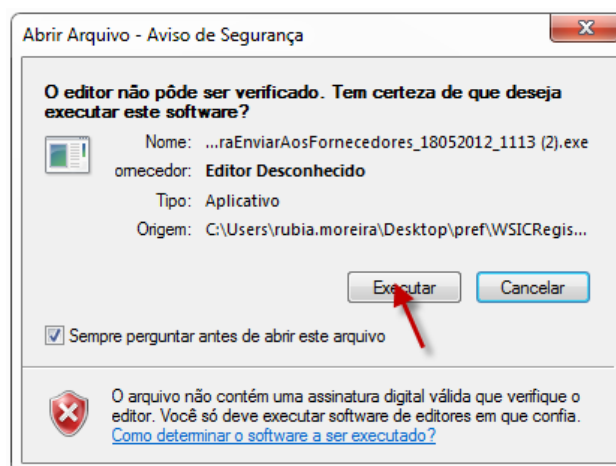 Abrir Arquivo - Aviso de Segurança
O editor não pôde ser verificado. Tem certeza de que deseja
executar este software?
Nome: ...raEnviarAosFornecedores_18052012_1113 (2).exe
ornecedor: Editor Desconhecido
Tipo: Aplicativo
Origem: C:\Users\rubia.moreira\Desktop\pref\WSICRegis...
Executar Cancelar
Sempre perguntar antes de abrir este arquivo
O arquivo não contém uma assinatura digital válida que verifique o
editor. Você só deve executar software de editores em que confia.
Como determinar o software a ser executado?